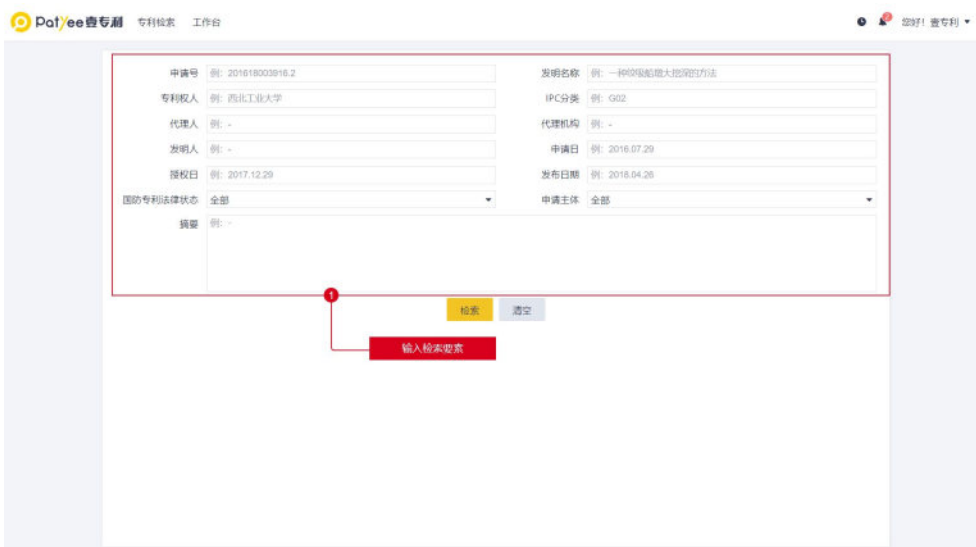 PatYee壹专利 专利检索 工作台 2 您好！壹专利
申请号 例: 201618003916.2 发明名称 例: 一种绞吸船增大挖深的方法
专利权人 例: 西北工业大学 IPC分类 例: G02
代理人 例: - 代理机构 例: -
发明人 例: - 申请日 例: 2016.07.29
授权日 例: 2017.12.29 发布日期 例: 2018.04.26
国防专利法律状态 全部 申请主体 全部
摘要 例: -
1
检索 清空
输入检索要素